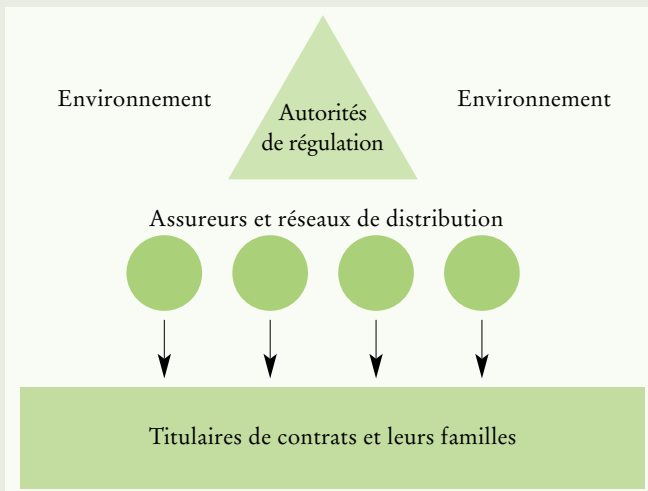 Environnement
Environnement
Autorités
de régulation
Assureurs et réseaux de distribution
Titulaires de contrats et leurs familles